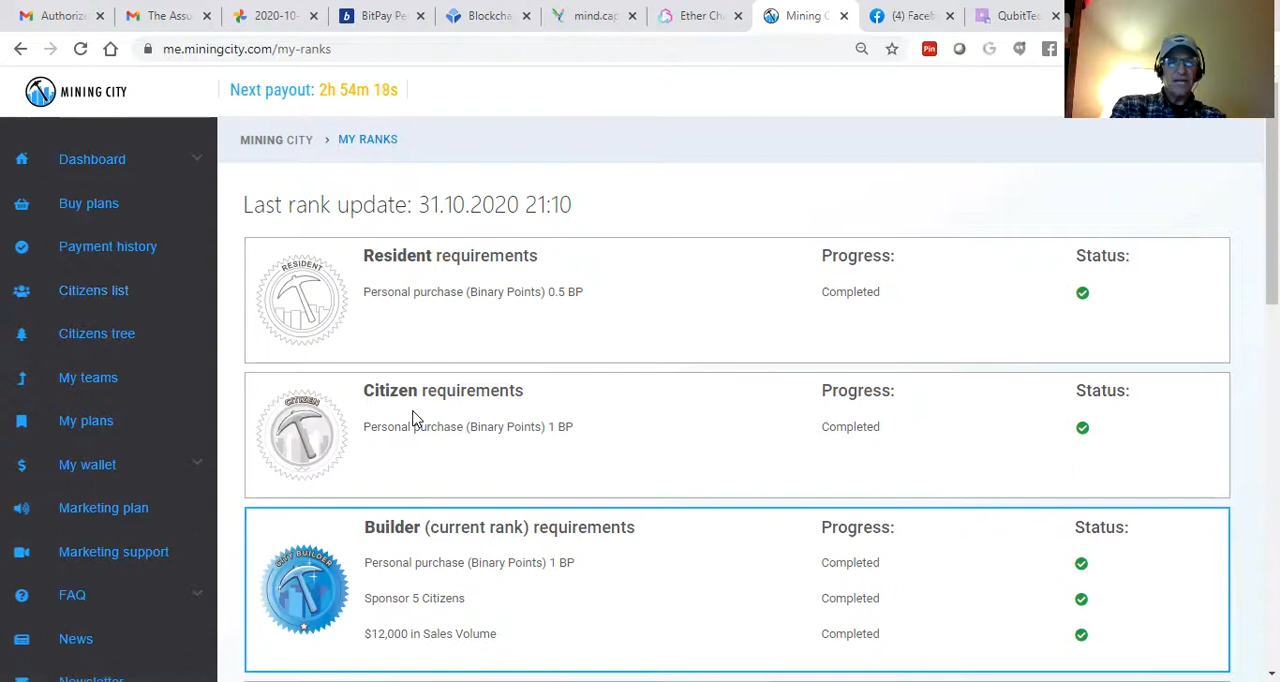 Authoriz
The Assu
2020-10-
BitPay Pe
Blockcha
mind.cap
Ether Ch
Mining C
(4) Faceb
QubitTec
me.miningcity.com/my-ranks
Pin
MINING CITY
Next payout: 2h 54m 18s
MINING CITY > MY RANKS
Dashboard
Buy plans
Payment history
Citizens list
Citizens tree
My teams
My plans
My wallet
Marketing plan
Marketing support
FAQ
News
Newsletter
Last rank update: 31.10.2020 21:10
RESIDENT
Resident requirements Progress: Status:
Personal purchase (Binary Points) 0.5 BP Completed
CITIZEN
Citizen requirements Progress: Status:
Personal purchase (Binary Points) 1 BP Completed
CITY BUILDER
Builder (current rank) requirements Progress: Status:
Personal purchase (Binary Points) 1 BP Completed
Sponsor 5 Citizens Completed
$12,000 in Sales Volume Completed